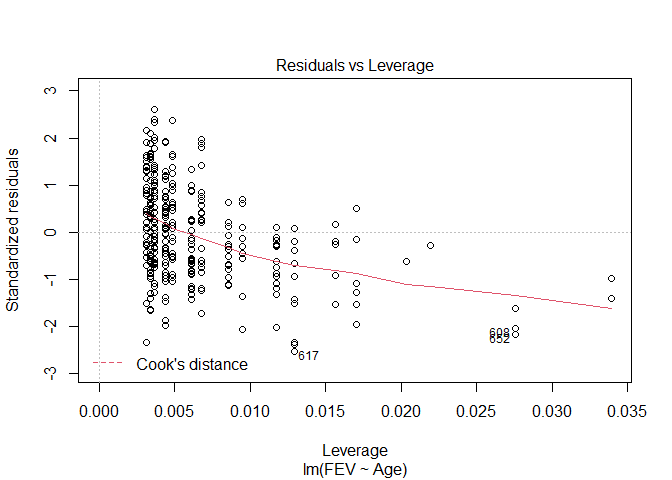 Residuals vs Leverage
Standardized residuals
3
2
1
0
-1
-2
-3
608
652
617
Cook's distance
0.000 0.005 0.010 0.015 0.020 0.025 0.030 0.035
Leverage
lm(FEV ~ Age)